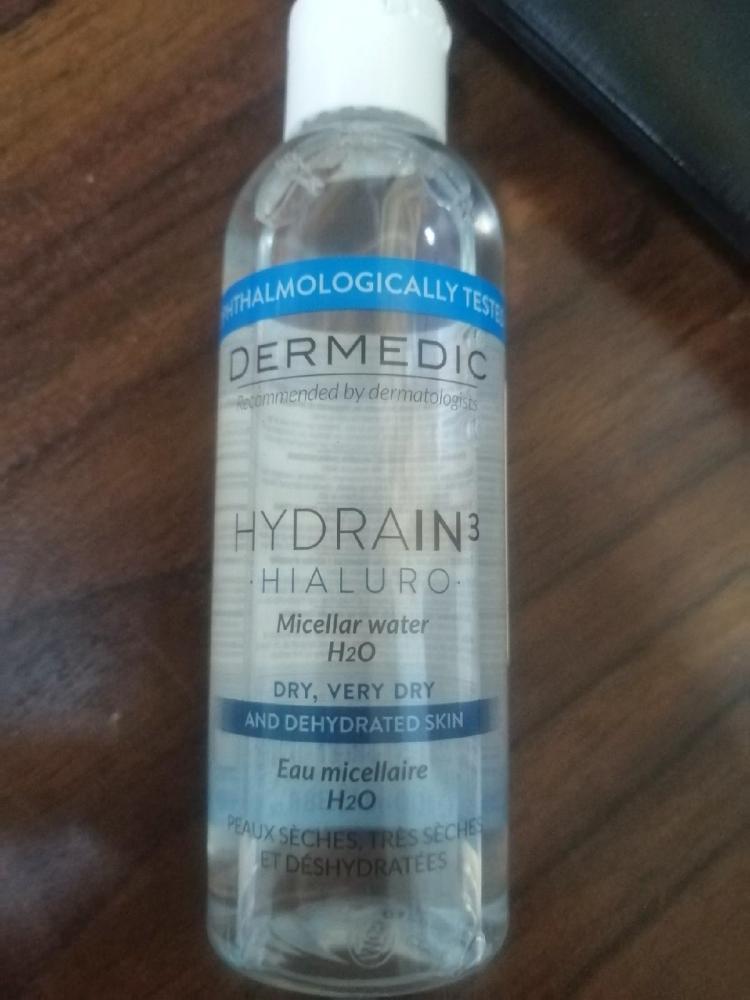 PHTHALMOLOGICALLY TESTE
DERMEDIC
Recommended by dermatologists
HYDRAIN³
·HIALURO·
Micellar water
H2O
DRY, VERY DRY
AND DEHYDRATED SKIN
Eau micellaire
H2O
PEAUX SÈCHES, TRÈS SÈCHES
ET DÉSHYDRATÉES